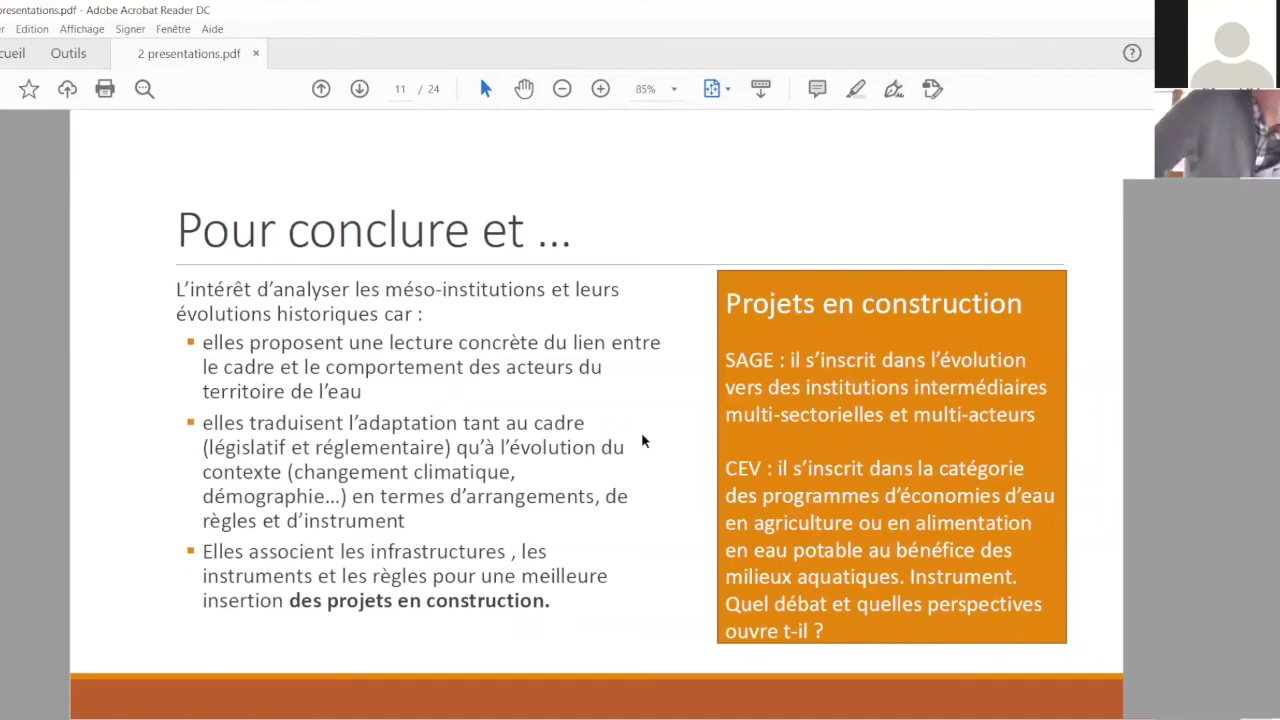 presentations.pdf - Adobe Acrobat Reader DC
Edition Affichage Signer Fenêtre Aide
cueil Outils 2 presentations.pdf ×
11 / 24 85%
Pour conclure et ...
L'intérêt d'analyser les méso-institutions et leurs
évolutions historiques car :
elles proposent une lecture concrète du lien entre
le cadre et le comportement des acteurs du
territoire de l'eau
elles traduisent l'adaptation tant au cadre
(législatif et réglementaire) qu'à l'évolution du
contexte (changement climatique,
démographie...) en termes d'arrangements, de
règles et d'instrument
Elles associent les infrastructures , les
instruments et les règles pour une meilleure
insertion des projets en construction.
Projets en construction
SAGE : il s'inscrit dans l'évolution
vers des institutions intermédiaires
multi-sectorielles et multi-acteurs
CEV : il s'inscrit dans la catégorie
des programmes d'économies d'eau
en agriculture ou en alimentation
en eau potable au bénéfice des
milieux aquatiques. Instrument.
Quel débat et quelles perspectives
ouvre t-il ?